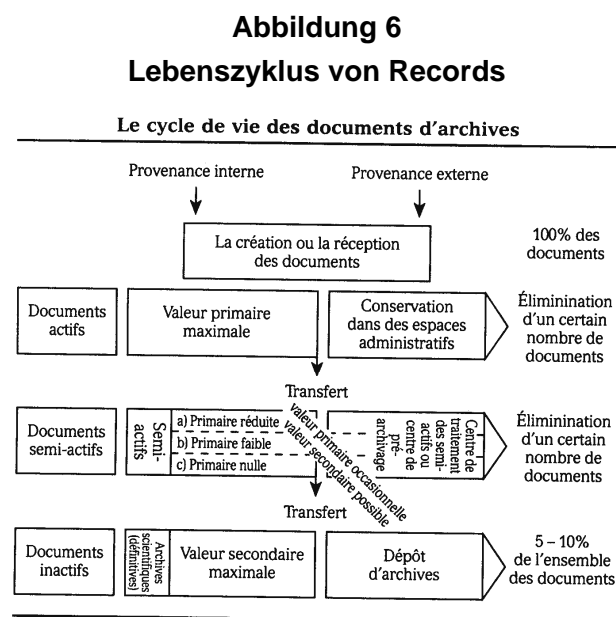 Abbildung 6
Lebenszyklus von Records
Le cycle de vie des documents d'archives
Provenance interne
Provenance externe
La création ou la réception
des documents
100% des
documents
Documents
actifs
Valeur primaire
maximale
Conservation
dans des espaces
administratifs
Éliminination
d'un certain
nombre de
documents
Transfert
Documents
semi-actifs
Semi-
actifs
a) Primaire réduite
b) Primaire faible
c) Primaire nulle
valeur primaire occasionnelle
valeur secondaire possible
Centre de
traitement
des semi-
actifs ou
centre de
pré-
archivage
Éliminination
d'un certain
nombre de
documents
Transfert
Documents
inactifs
Archives
scientifiques
(définitives)
Valeur secondaire
maximale
Dépôt
d'archives
5 – 10%
de l'ensemble
des documents